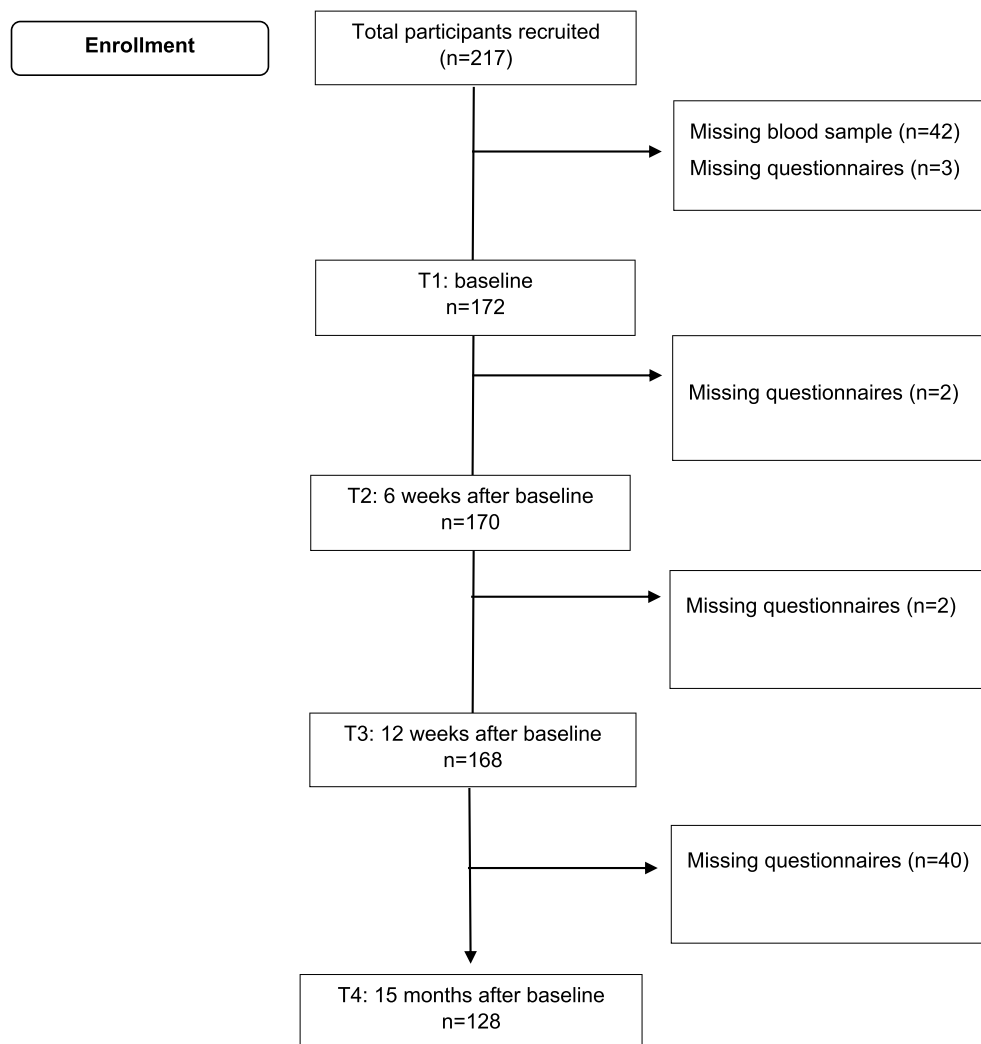 Enrollment
Total participants recruited
(n=217)
Missing blood sample (n=42)
Missing questionnaires (n=3)
T1: baseline
n=172
Missing questionnaires (n=2)
T2: 6 weeks after baseline
n=170
Missing questionnaires (n=2)
T3: 12 weeks after baseline
n=168
Missing questionnaires (n=40)
T4: 15 months after baseline
n=128